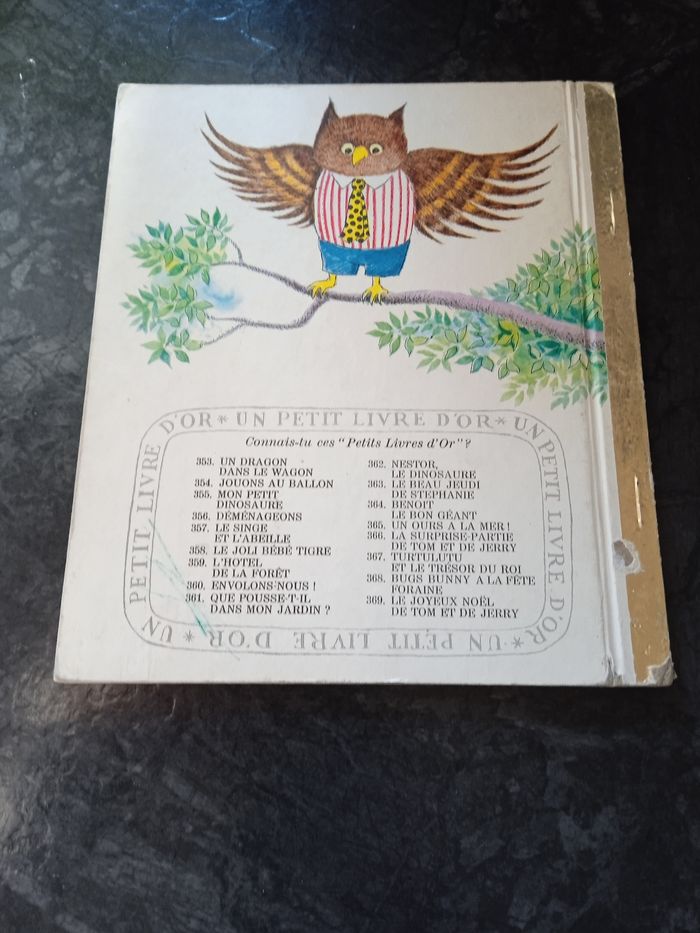 UN PETIT LIVRE D'OR * UN PETIT LIVRE D'OR * UN PETIT LIVRE D'OR * UN PETIT LIVRE D'OR *
Connais-tu ces "Petits Livres d'Or"?
353. UN DRAGON
DANS LE WAGON
354. JOUONS AU BALLON
355. MON PETIT
DINOSAURE
356. DÉMÉNAGEONS
357. LE SINGE
ET L'ABEILLE
358. LE JOLI BÉBÉ TIGRE
359. L'HOTEL
DE LA FORÊT
360. ENVOLONS-NOUS !
361. QUE POUSSE-T-IL
DANS MON JARDIN ?
362. NESTOR,
LE DINOSAURE
363. LE BEAU JEUDI
DE STEPHANIE
364. BENOIT
LE BON GÉANT
365. UN OURS A LA MER !
366. LA SURPRISE-PARTIE
DE TOM ET DE JERRY
367. TURTULUTU
ET LE TRÉSOR DU ROI
368. BUGS BUNNY A LA FÊTE
FORAINE
369. LE JOYEUX NOËL
DE TOM ET DE JERRY